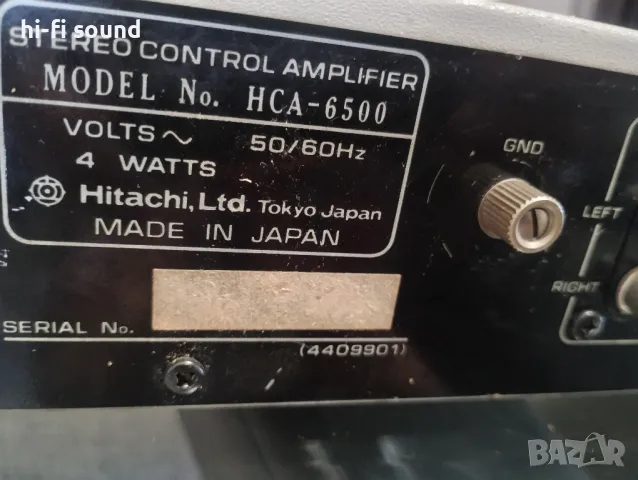 hi-fi sound
STEREO CONTROL AMPLIFIER
MODEL No. HCA-6500
VOLTS ~ 50/60Hz
4 WATTS
Hitachi, Ltd. Tokyo Japan
MADE IN JAPAN
SERIAL No.
(4409901)
GND
LEFT
RIGHT
BAZAR